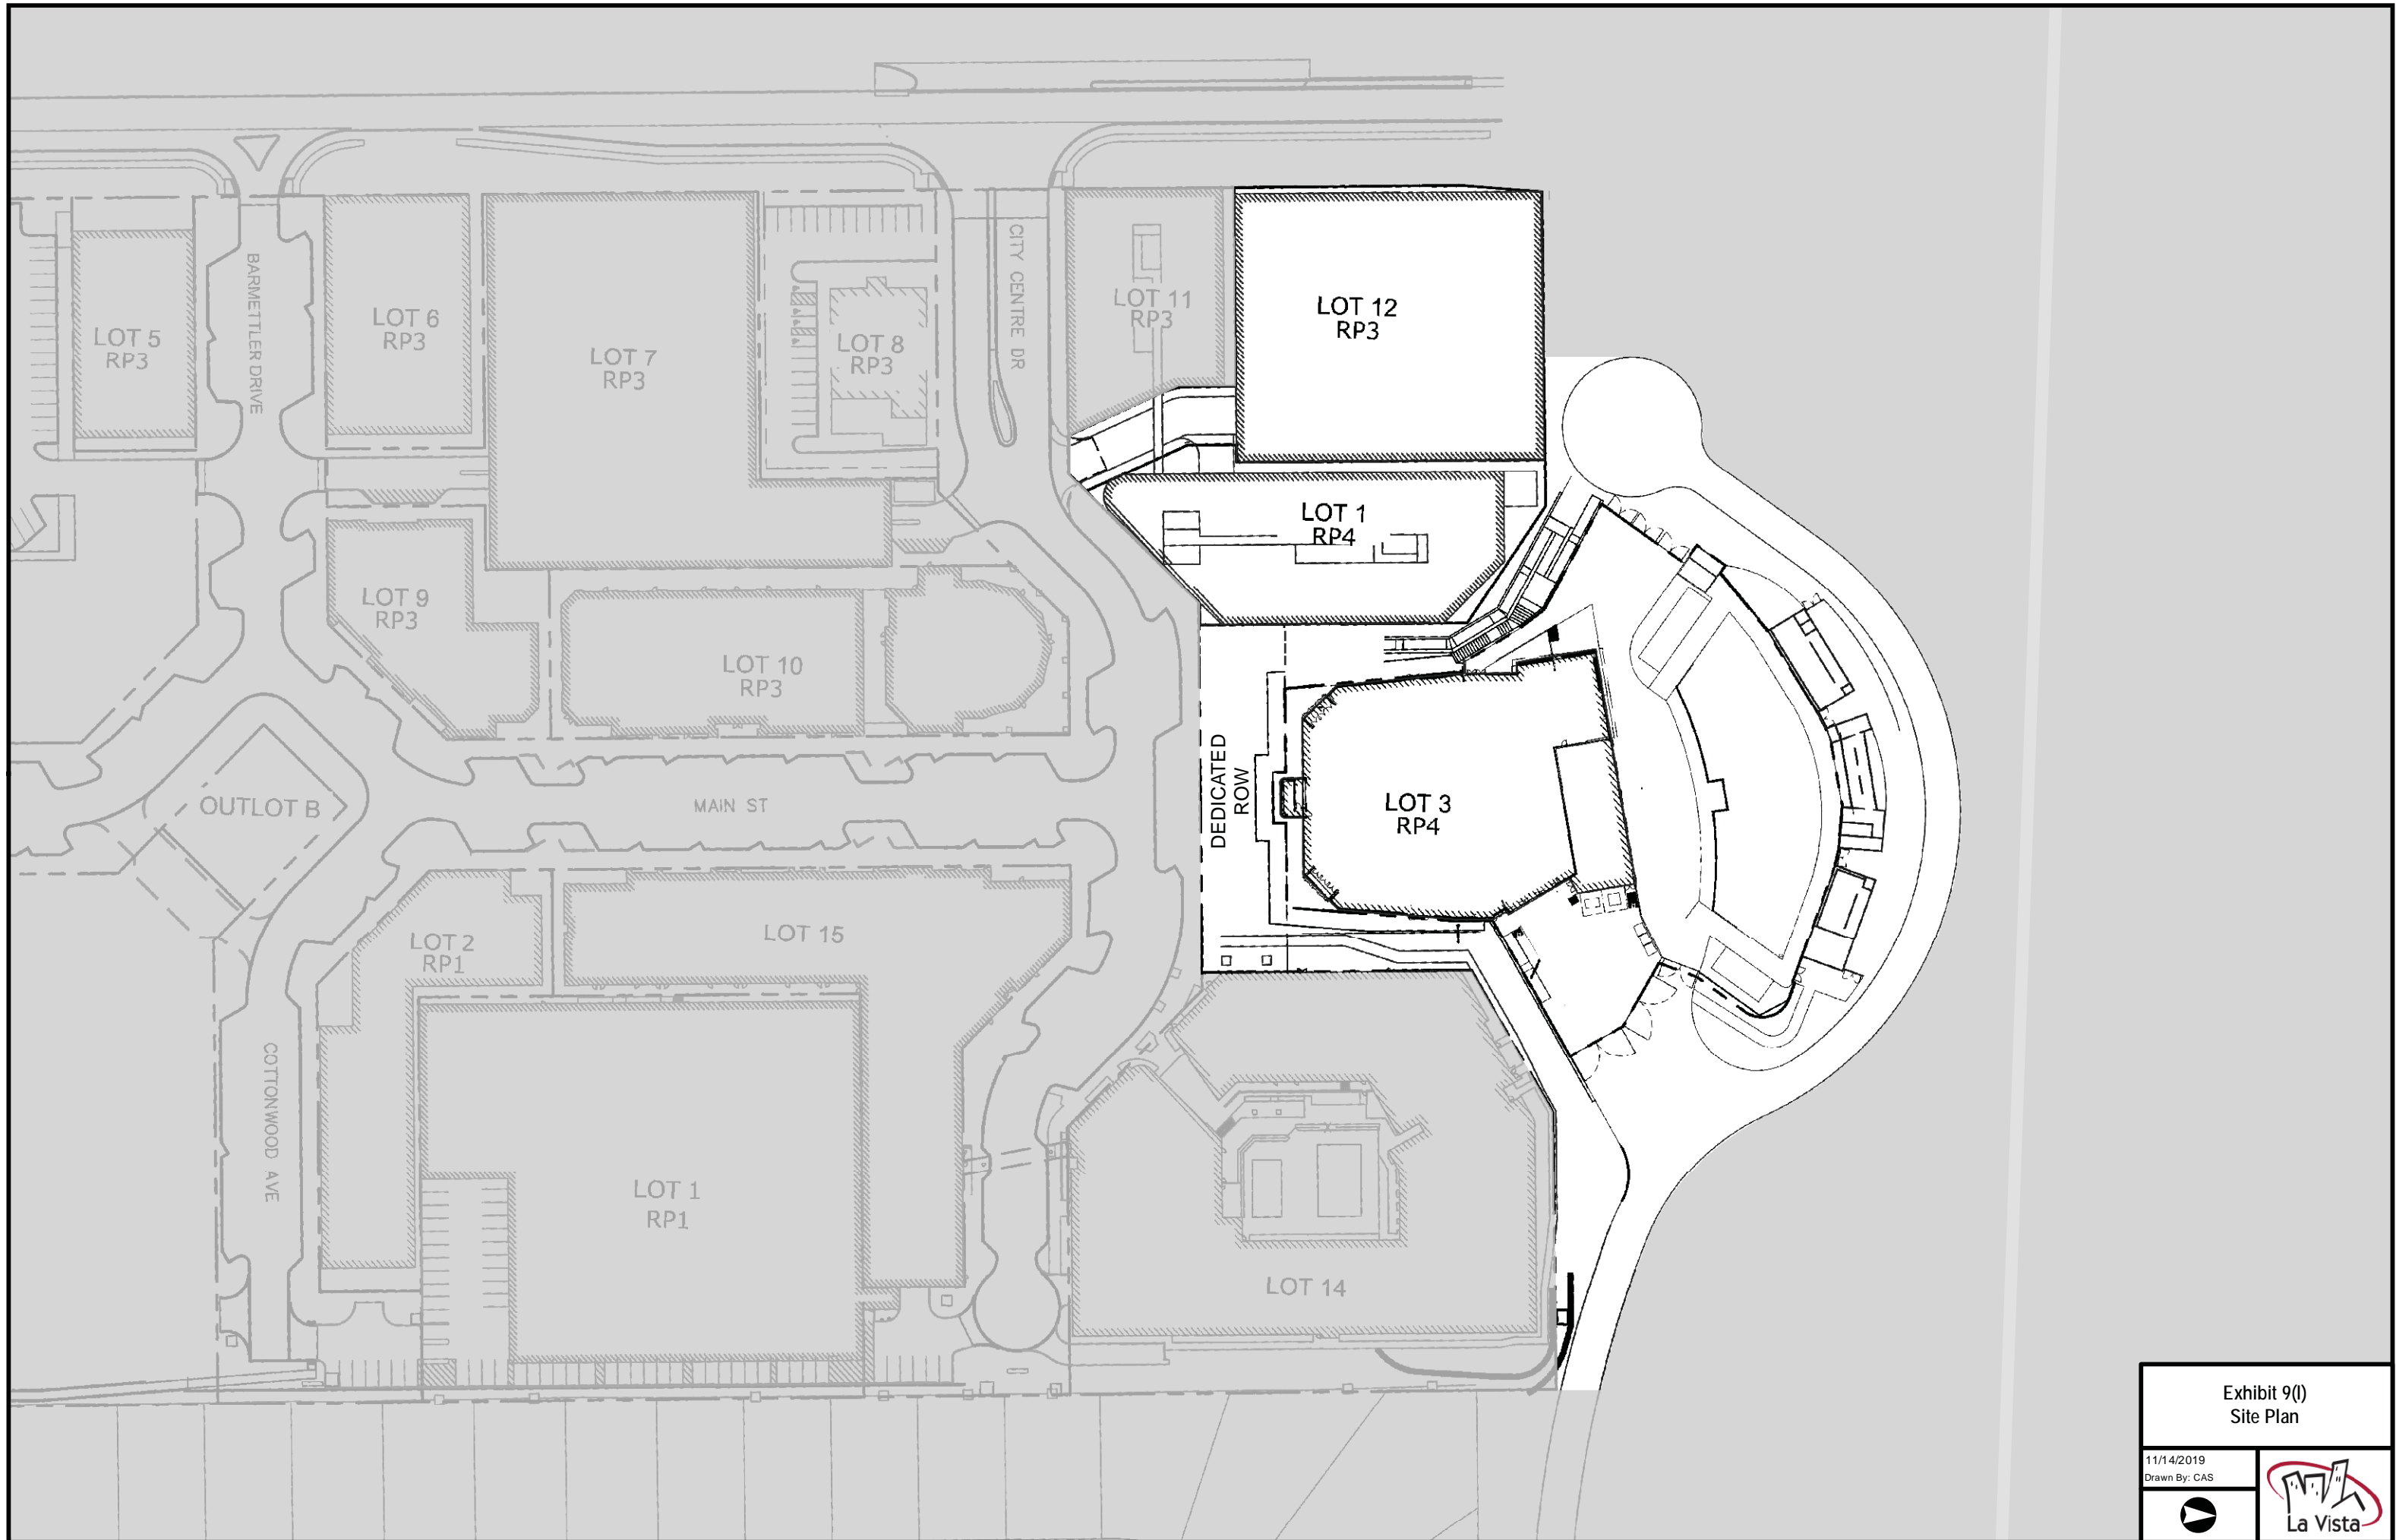 CITY CENTRE DR
BARMETTLER DRIVE
LOT 5
RP3
LOT 6
RP3
LOT 7
RP3
LOT 8
RP3
LOT 11
RP3
LOT 12
RP3
LOT 1
RP4
LOT 9
RP3
LOT 10
RP3
OUTLOT B
MAIN ST
DEDICATED
ROW
LOT 3
RP4
LOT 2
RP1
LOT 15
COTTONWOOD AVE
LOT 1
RP1
LOT 14
Exhibit 9(I)
Site Plan
11/14/2019
Drawn By: CAS
La Vista